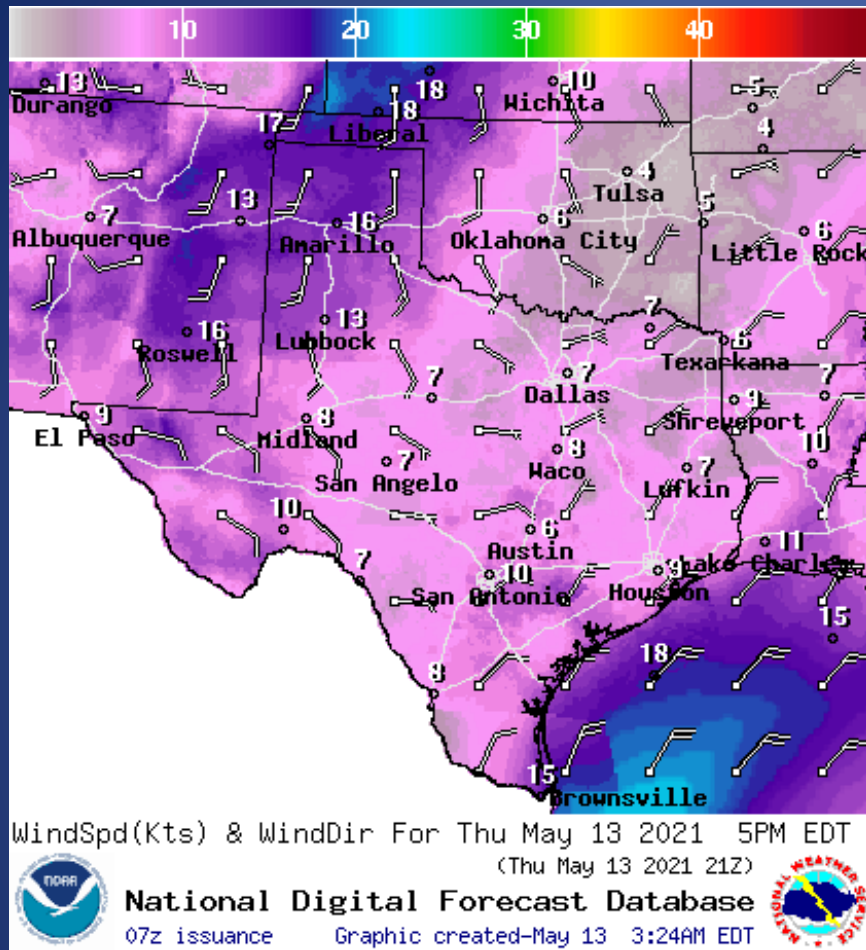 10 20 30 40
13 18 10 5
Durango Wichita
18
Liberal
17 4
4
Tulsa
13 5
7 16 6 6
Albuquerque Amarillo Oklahoma City Little Rock
13 7
16 6
Roswell Lubbock Texarkana
7 7 7
Dallas
9 8 9
El Paso Midland Shreveport
8 10
7 Waco 7
San Angelo Lufkin
10 6 11
Austin Lake Charles
7 10 9
San Antonio Houston
15
18
8
15
Brownsville
WindSpd(Kts) & WindDir For Thu May 13 2021 5PM EDT
(Thu May 13 2021 21Z)
noaa
National Digital Forecast Database
07z issuance Graphic created-May 13 3:24AM EDT
NATIONAL WEATHER SERVICE